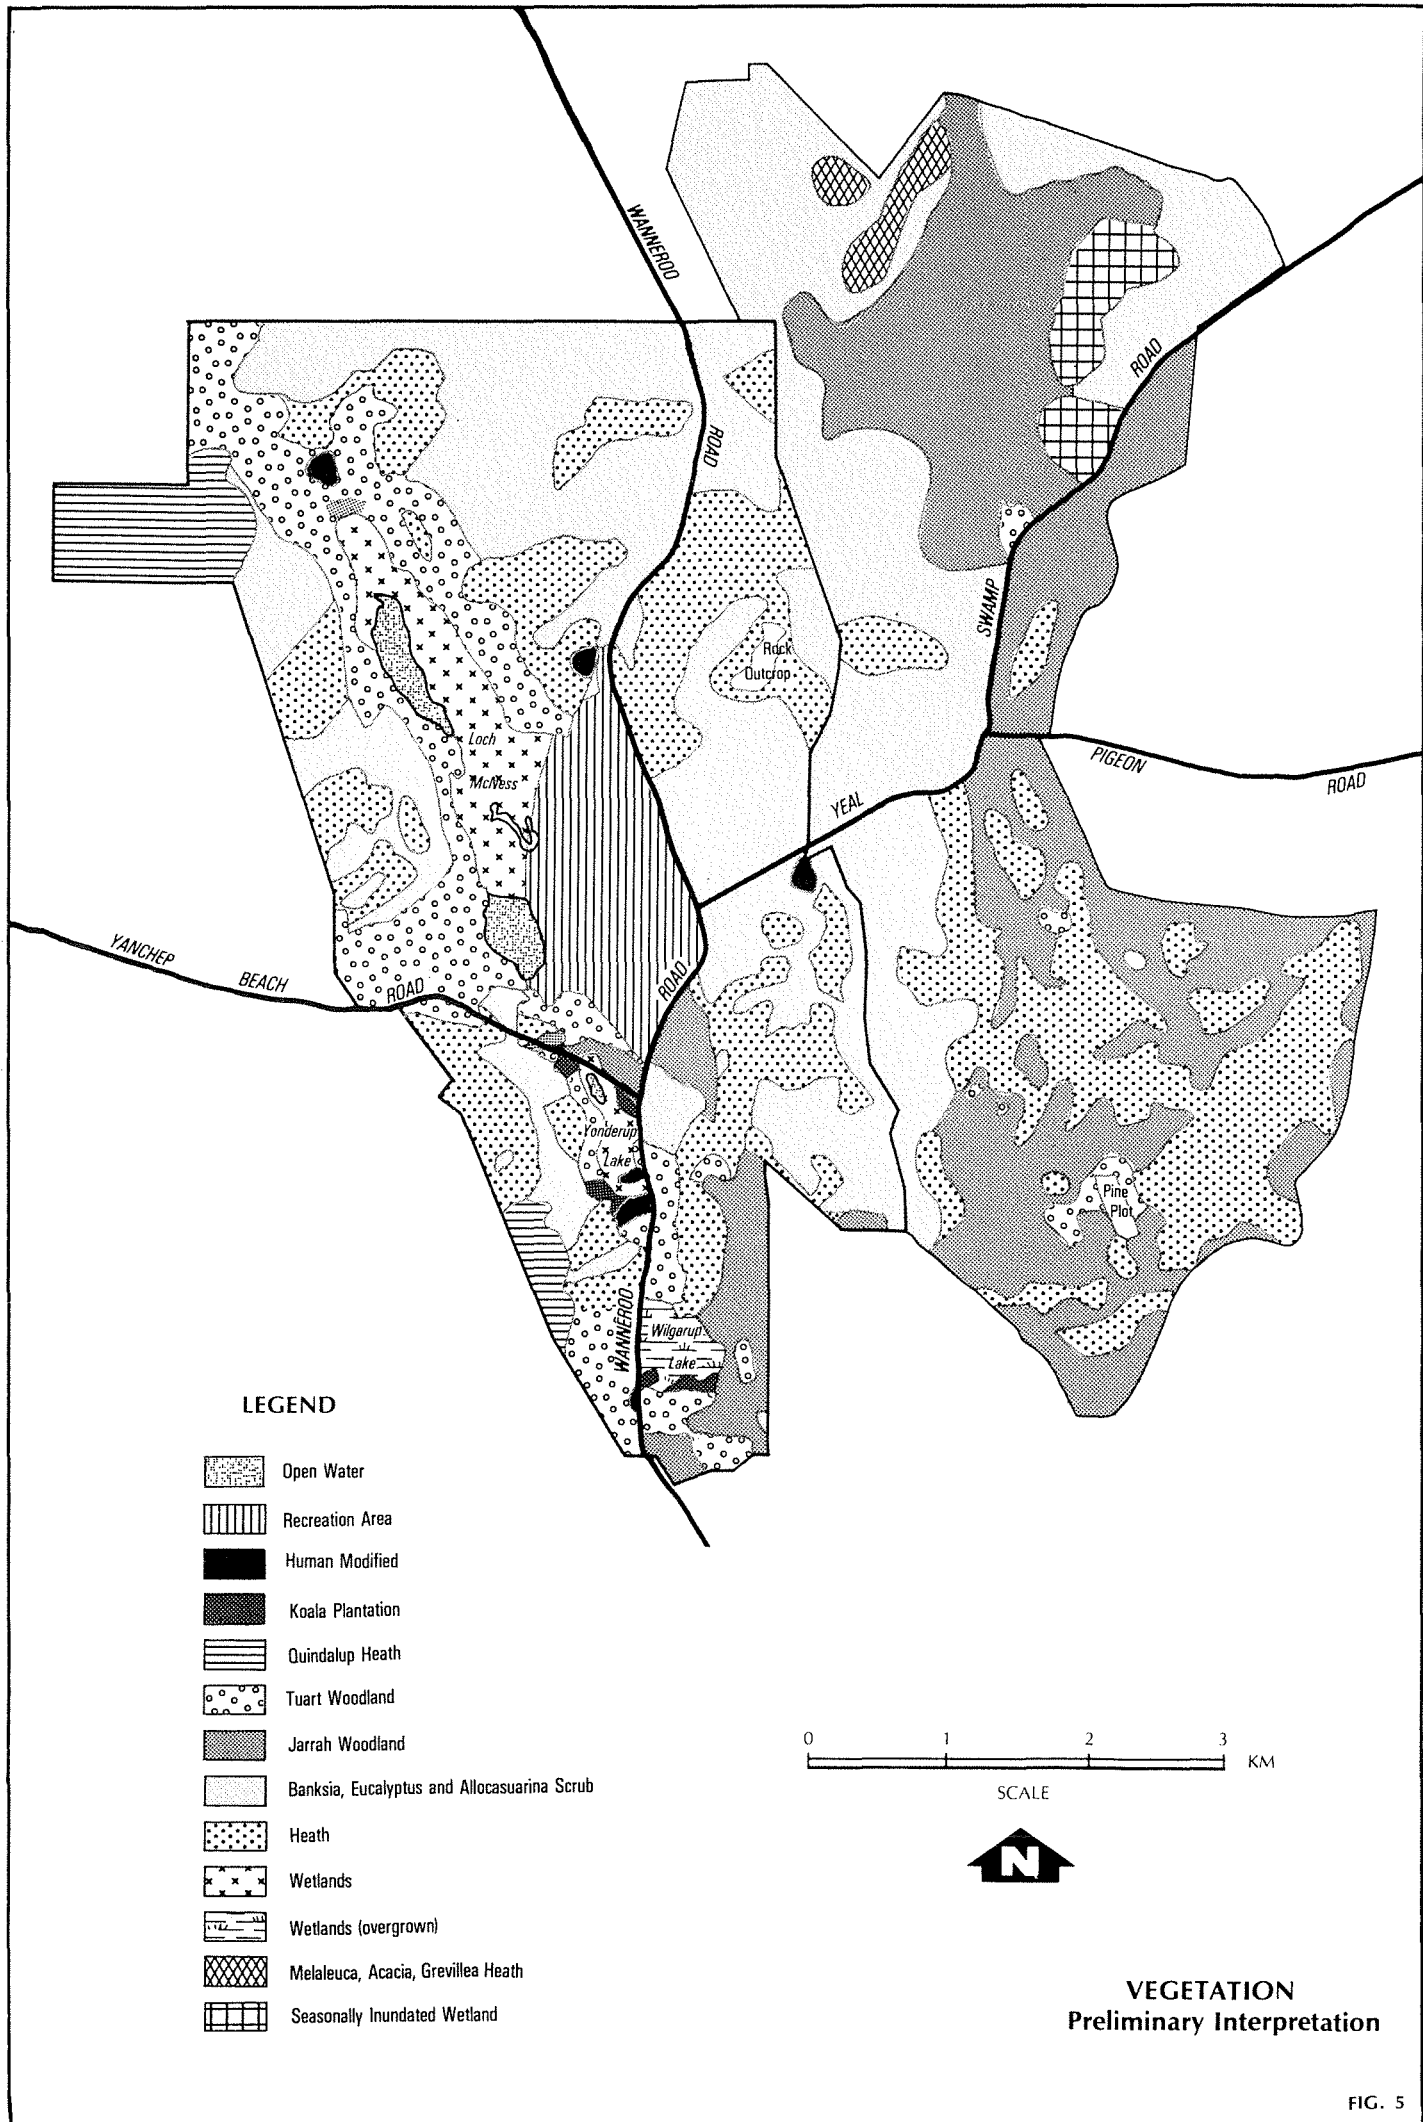 WANNEROO
ROAD
ROAD
SWAMP
Rock
Outcrop
Loch
McNess
PIGEON
ROAD
YEAL
YANCHEP
BEACH
ROAD
ROAD
Yonderup
Lake
Pine
Plot
WANNEROO
Wilgarup
Lake
LEGEND
Open Water
Recreation Area
Human Modified
Koala Plantation
Quindalup Heath
Tuart Woodland
Jarrah Woodland
Banksia, Eucalyptus and Allocasuarina Scrub
Heath
Wetlands
Wetlands (overgrown)
Melaleuca, Acacia, Grevillea Heath
Seasonally Inundated Wetland
0 1 2 3
KM
SCALE
N
VEGETATION
Preliminary Interpretation
FIG. 5